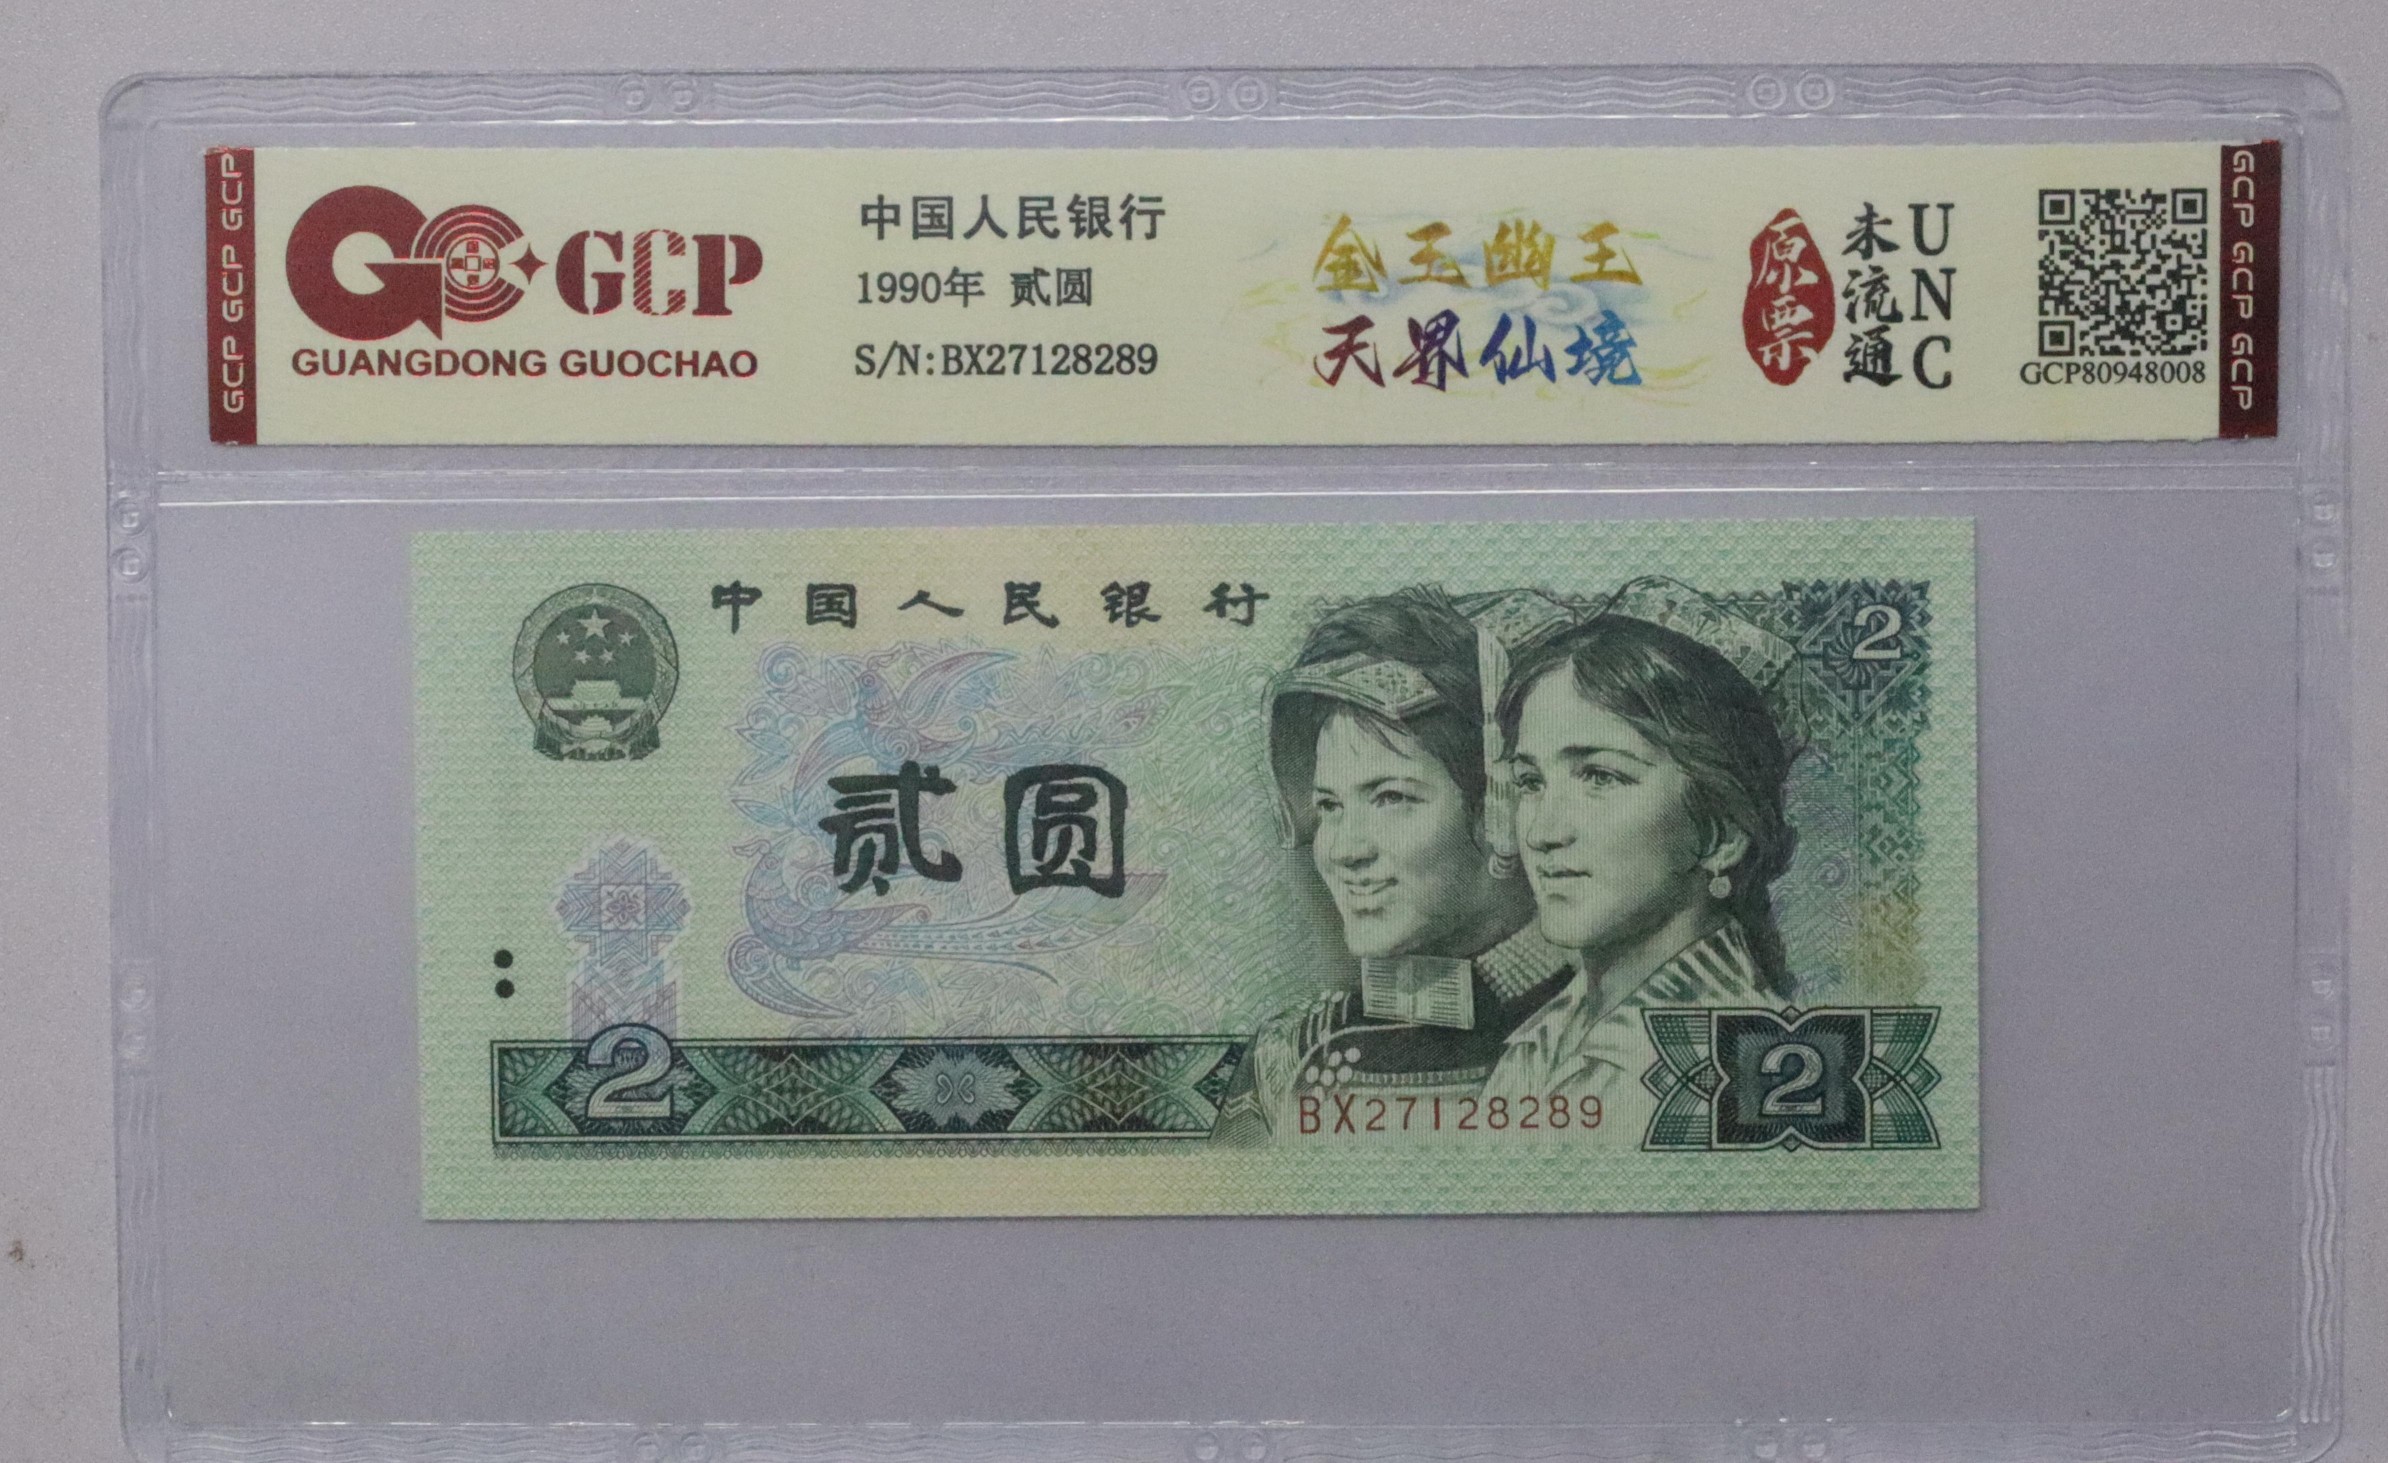 GCP GCP GCP
GCP
GUANGDONG GUOCHAO
中国人民银行
1990年 贰圆
S/N:BX27128289
金玉幽王
天界仙境
原票
未流通
UNC
GCP80948008
GCP GCP GCP
中国人民银行
2
贰圆
2
BX27128289
2